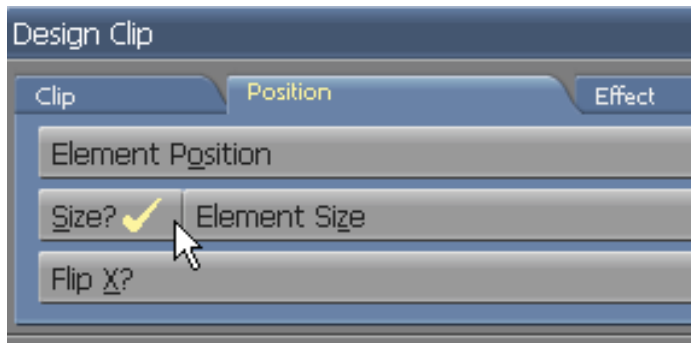 Design Clip
Clip Position Effect
Element Position
Size? Element Size
Flip X?